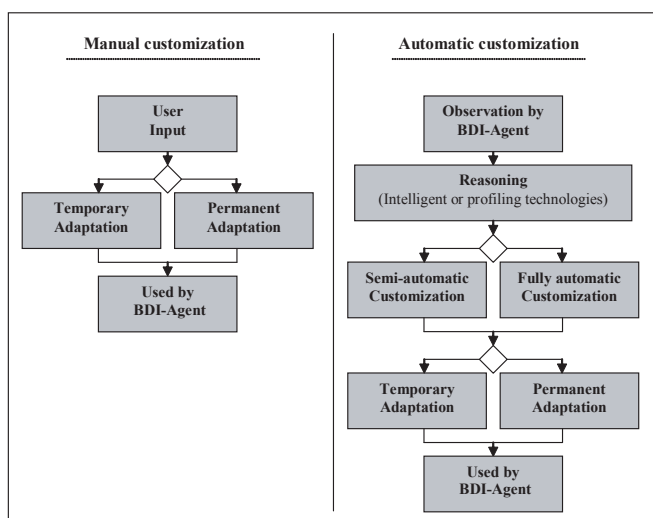 Manual customization
User
Input
Temporary
Adaptation
Permanent
Adaptation
Used by
BDI-Agent
Automatic customization
Observation by
BDI-Agent
Reasoning
(Intelligent or profiling technologies)
Semi-automatic
Customization
Fully automatic
Customization
Temporary
Adaptation
Permanent
Adaptation
Used by
BDI-Agent